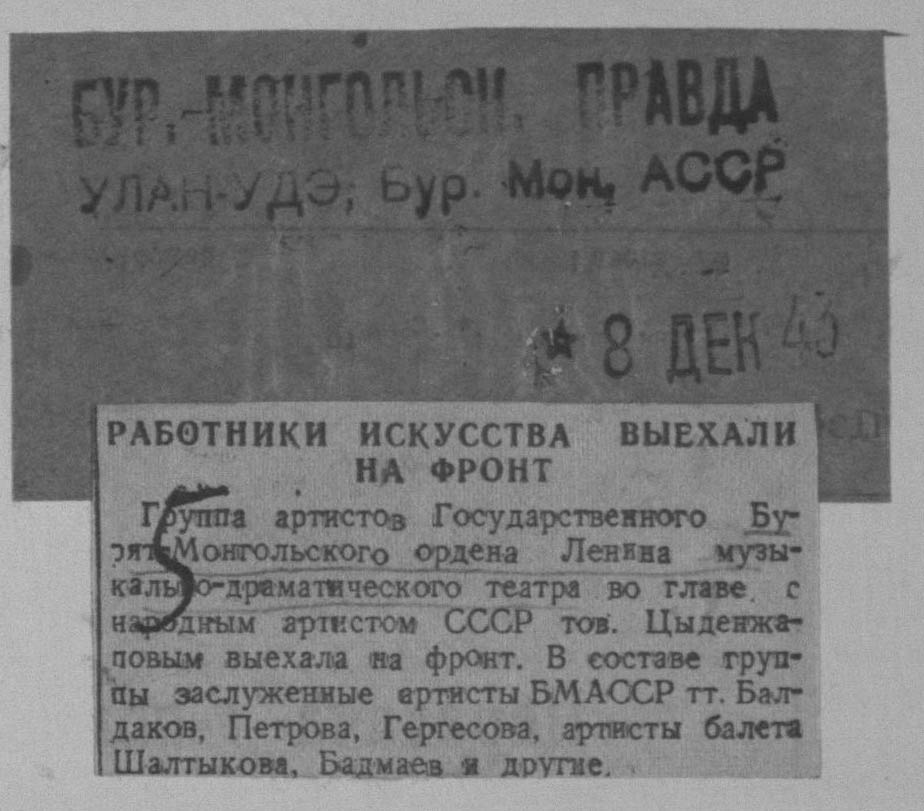 БУР.-МОНГОЛЬСК. ПРАВДА
УЛАН-УДЭ, Бур. Мон. АССР
* 8 ДЕК 43
РАБОТНИКИ ИСКУССТВА ВЫЕХАЛИ
НА ФРОНТ
Группа артистов Государственного Бу-
рят-Монгольского ордена Ленина музы-
кально-драматического театра во главе с
народным артистом СССР тов. Цыденжа-
повым выехала на фронт. В составе груп-
пы заслуженные артисты БМАССР тт. Бал-
даков, Петрова, Гергесова, артисты балета
Шалтыкова, Бадмаев и другие.